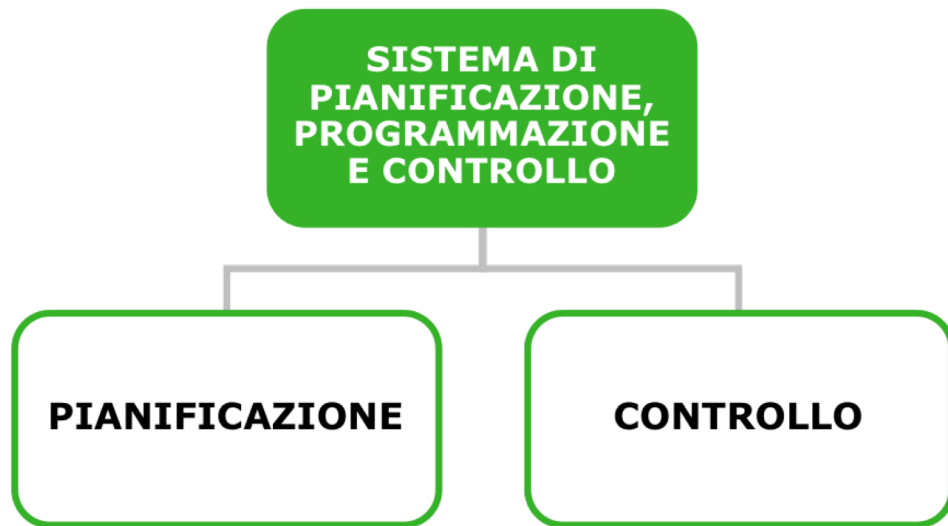 SISTEMA DI
PIANIFICAZIONE,
PROGRAMMAZIONE
E CONTROLLO
PIANIFICAZIONE
CONTROLLO